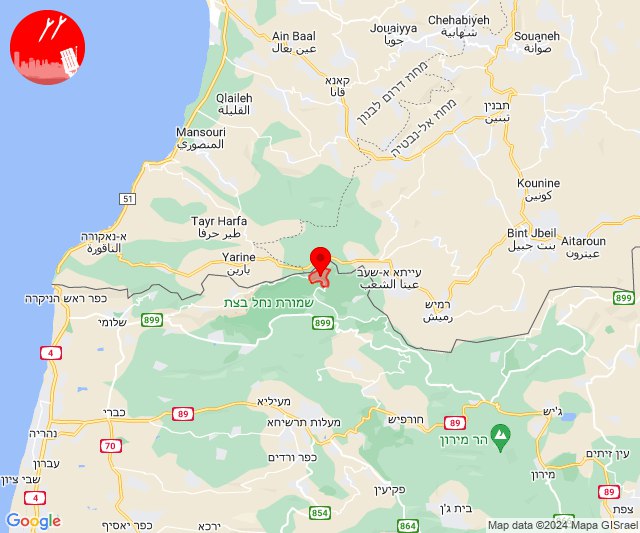 Chehabiyeh
شهابية
Jouaiyya
جويا
Ain Baal
عين بعال
Souaneh
صوانة
קאנא
قانا
מחוז דרום לבנון
Qlaileh
القليلة
מחוז אל-נבטיה
תבנין
تبنين
Mansouri
المنصوري
Kounine
كونين
51
Tayr Harfa
طير حرفا
א-נאקורה
الناقورة
Bint Jbeil
بنت جبيل
Aitaroun
عيترون
Yarine
يارين
עייתא א-שעב
عيتا الشعب
כפר ראש הניקרה
שמורת נחל בצת
רמיש
رميش
899
שלומי
899
899
4
מעיליא
כברי
89
מעלות תרשיחא
חורפיש
89
ג'יש
נהריה
70
הר מירון
כפר ורדים
עין זיתים
עברון
מירון
שבי ציון
פקיעין
89
4
854
בית ג'ן
צפת
Google
כפר יאסיף
ירכא
864
Map data ©2024 Mapa GISrael